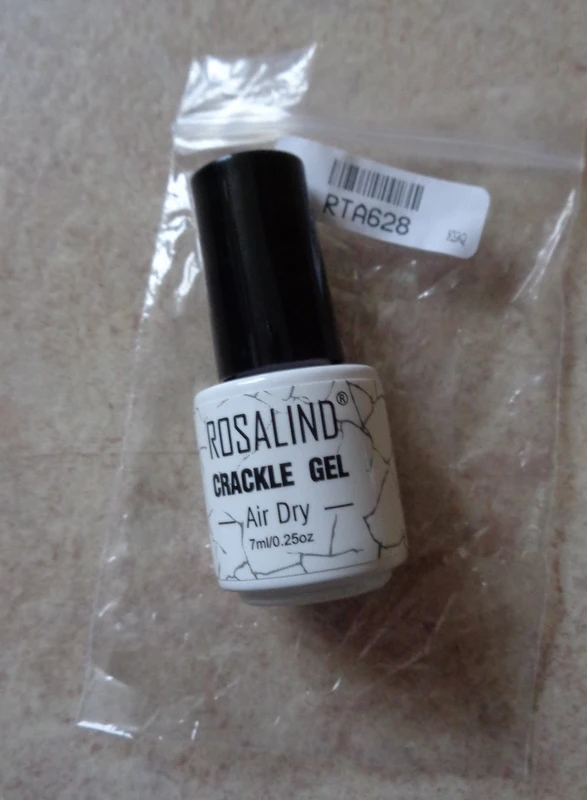 RTA628
ROSALIND®
CRACKLE GEL
Air Dry
7ml/0.25oz